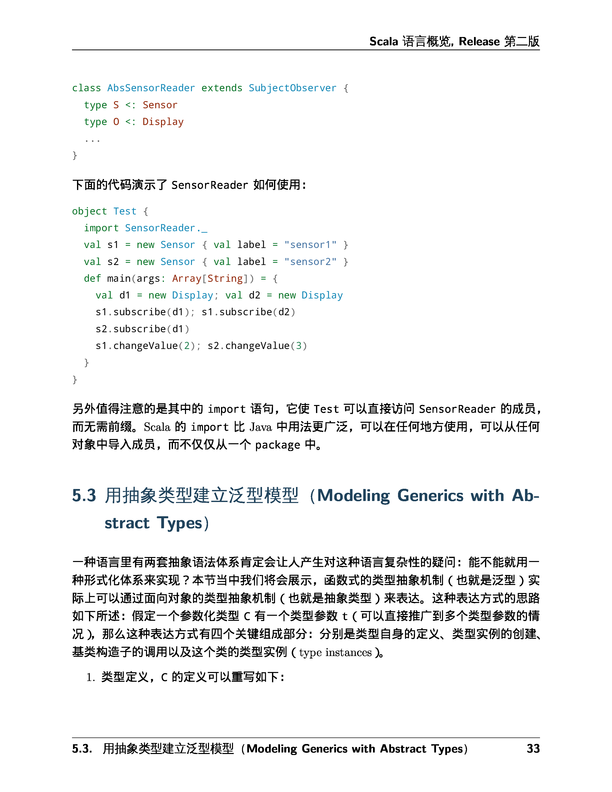 Scala 语言概览, Release 第二版
class AbsSensorReader extends SubjectObserver {
  type S <: Sensor
  type O <: Display
  ...
}
下面的代码演示了 SensorReader 如何使用：
object Test {
  import SensorReader._
  val s1 = new Sensor { val label = "sensor1" }
  val s2 = new Sensor { val label = "sensor2" }
  def main(args: Array[String]) = {
    val d1 = new Display; val d2 = new Display
    s1.subscribe(d1); s1.subscribe(d2)
    s2.subscribe(d1)
    s1.changeValue(2); s2.changeValue(3)
  }
}
另外值得注意的是其中的 import 语句，它使 Test 可以直接访问 SensorReader 的成员，
而无需前缀。Scala 的 import 比 Java 中用法更广泛，可以在任何地方使用，可以从任何
对象中导入成员，而不仅仅从一个 package 中。
5.3 用抽象类型建立泛型模型（Modeling Generics with Ab-
stract Types）
一种语言里有两套抽象语法体系肯定会让人产生对这种语言复杂性的疑问：能不能就用一
种形式化体系来实现？本节当中我们将会展示，函数式的类型抽象机制（也就是泛型）实
际上可以通过面向对象的类型抽象机制（也就是抽象类型）来表达。这种表达方式的思路
如下所述：假定一个参数化类型 C 有一个类型参数 t（可以直接推广到多个类型参数的情
况），那么这种表达方式有四个关键组成部分：分别是类型自身的定义、类型实例的创建、
基类构造子的调用以及这个类的类型实例（type instances）。
1. 类型定义，C 的定义可以重写如下：
5.3. 用抽象类型建立泛型模型（Modeling Generics with Abstract Types） 33